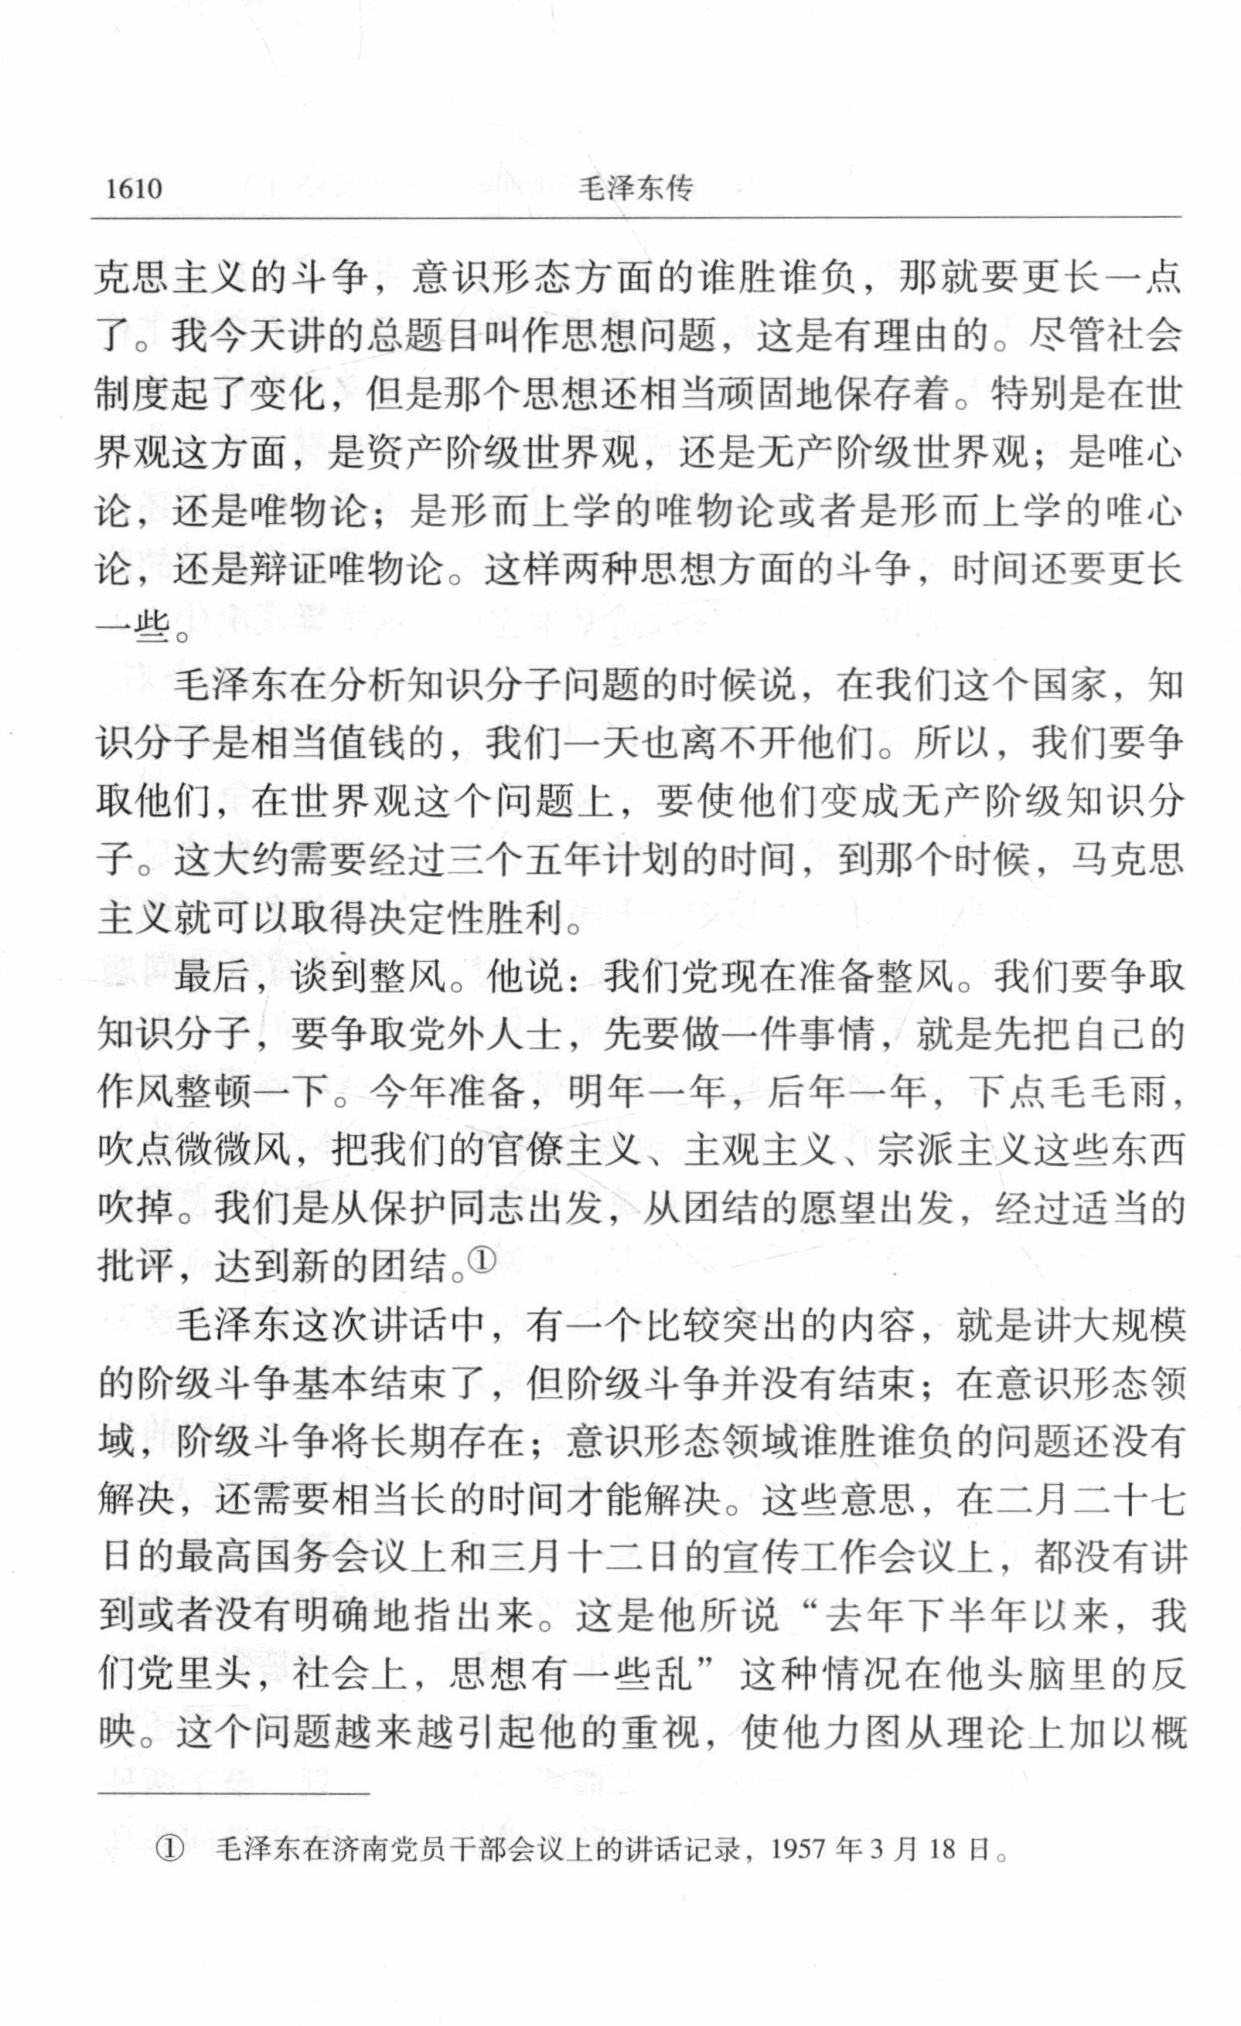 1610 毛泽东传
克思主义的斗争，意识形态方面的谁胜谁负，那就要更长一点
了。我今天讲的总题目叫作思想问题，这是有理由的。尽管社会
制度起了变化，但是那个思想还相当顽固地保存着。特别是在世
界观这方面，是资产阶级世界观，还是无产阶级世界观；是唯心
论，还是唯物论；是形而上学的唯物论或者是形而上学的唯心
论，还是辩证唯物论。这样两种思想方面的斗争，时间还要更长
一些。
毛泽东在分析知识分子问题的时候说，在我们这个国家，知
识分子是相当值钱的，我们一天也离不开他们。所以，我们要争
取他们，在世界观这个问题上，要使他们变成无产阶级知识分
子。这大约需要经过三个五年计划的时间，到那个时候，马克思
主义就可以取得决定性胜利。
最后，谈到整风。他说：我们党现在准备整风。我们要争取
知识分子，要争取党外人士，先要做一件事情，就是先把自己的
作风整顿一下。今年准备，明年一年，后年一年，下点毛毛雨，
吹点微微风，把我们的官僚主义、主观主义、宗派主义这些东西
吹掉。我们是从保护同志出发，从团结的愿望出发，经过适当的
批评，达到新的团结。①
毛泽东这次讲话中，有一个比较突出的内容，就是讲大规模
的阶级斗争基本结束了，但阶级斗争并没有结束；在意识形态领
域，阶级斗争将长期存在；意识形态领域谁胜谁负的问题还没有
解决，还需要相当长的时间才能解决。这些意思，在二月二十七
日的最高国务会议上和三月十二日的宣传工作会议上，都没有讲
到或者没有明确地指出来。这是他所说“去年下半年以来，我
们党里头，社会上，思想有一些乱”这种情况在他头脑里的反
映。这个问题越来越引起他的重视，使他力图从理论上加以概
① 毛泽东在济南党员干部会议上的讲话记录，1957 年 3 月 18 日。